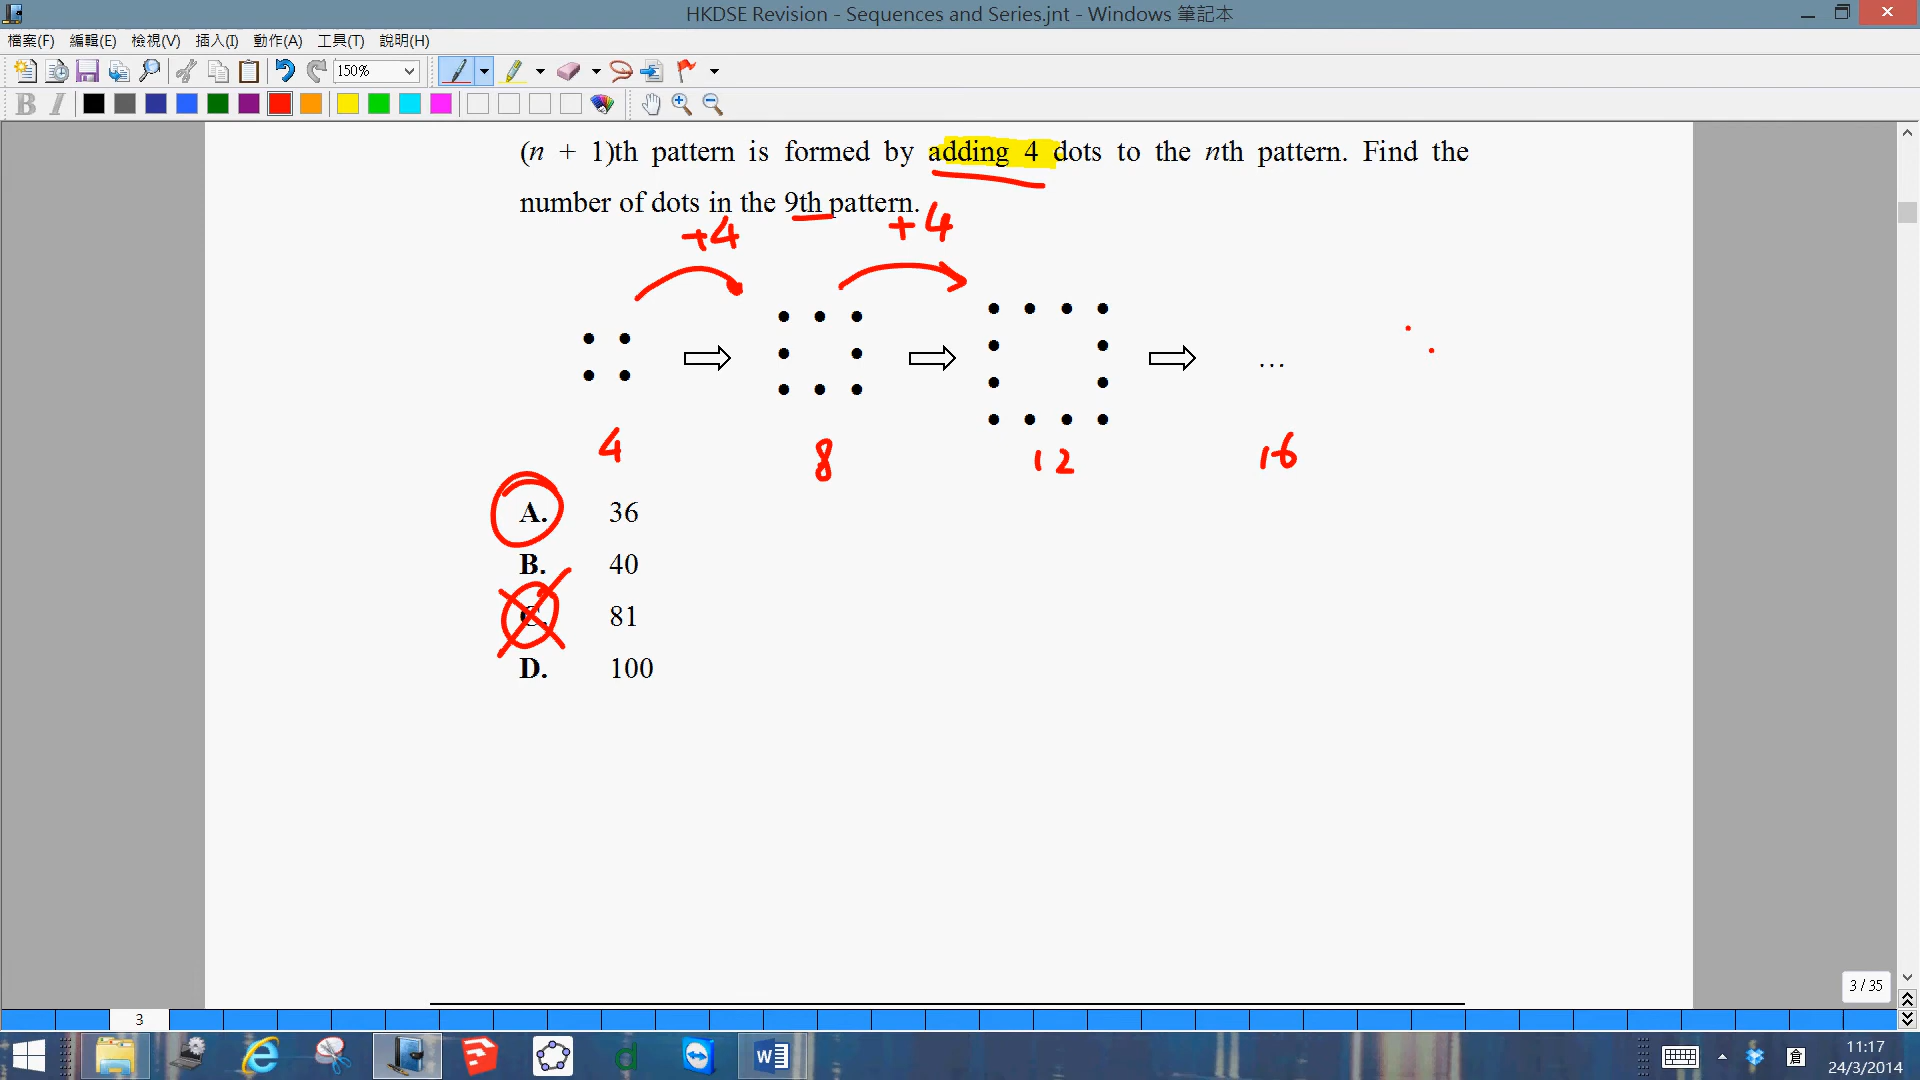 HKDSE Revision - Sequences and Series.jnt - Windows 筆記本
檔案(F) 編輯(E) 檢視(V) 插入(I) 動作(A) 工具(T) 說明(H)
150%
B I
(n + 1)th pattern is formed by adding 4 dots to the nth pattern. Find the
number of dots in the 9th pattern.
+4 +4
...
4 8 12 16
A. 36
B. 40
C. 81
D. 100
3 / 35
3
11:17
24/3/2014